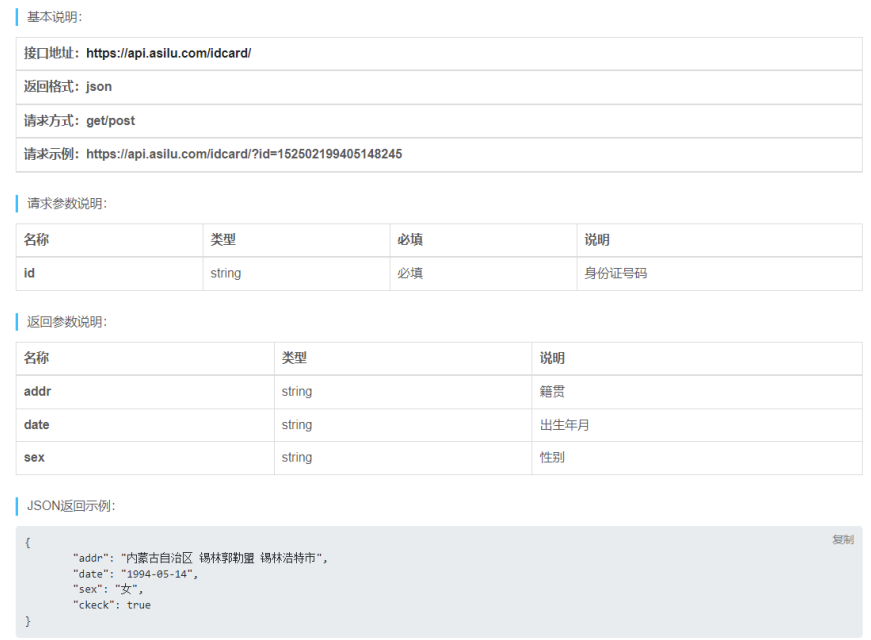 基本说明:
接口地址: https://api.asilu.com/idcard/
返回格式: json
请求方式: get/post
请求示例: https://api.asilu.com/idcard/?id=152502199405148245
请求参数说明:
名称 类型 必填 说明
id string 必填 身份证号码
返回参数说明:
名称 类型 说明
addr string 籍贯
date string 出生年月
sex string 性别
JSON返回示例:
复制
{
"addr": "内蒙古自治区 锡林郭勒盟 锡林浩特市",
"date": "1994-05-14",
"sex": "女",
"ckeck": true
}